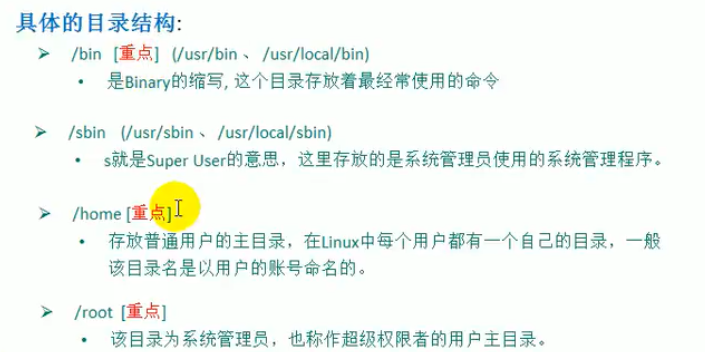 具体的目录结构:
/bin [重点] (/usr/bin 、 /usr/local/bin)
是Binary的缩写, 这个目录存放着最经常使用的命令
/sbin (/usr/sbin 、 /usr/local/sbin)
s就是Super User的意思，这里存放的是系统管理员使用的系统管理程序。
/home [重点]
存放普通用户的主目录，在Linux中每个用户都有一个自己的目录，一般
该目录名是以用户的账号命名的。
/root [重点]
该目录为系统管理员，也称作超级权限者的用户主目录。